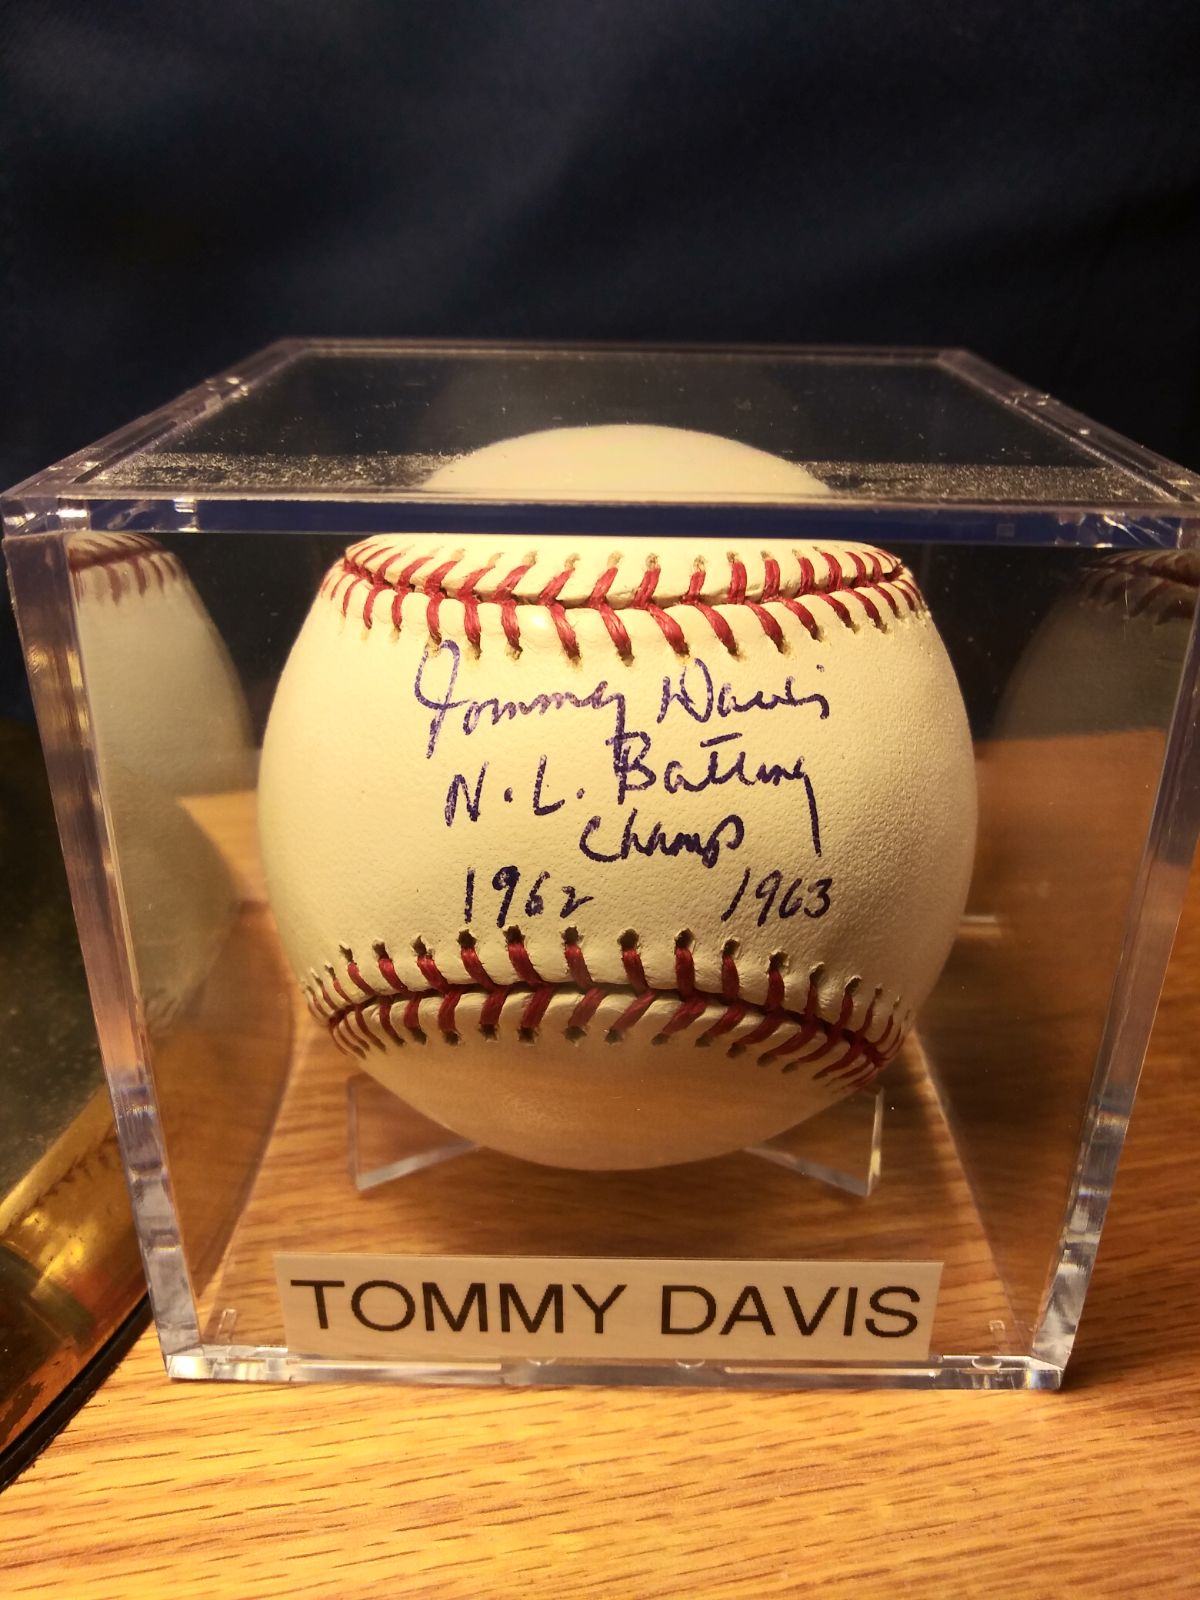 Tommy Davis
N.L. Batting
Champ
1962 1963
TOMMY DAVIS